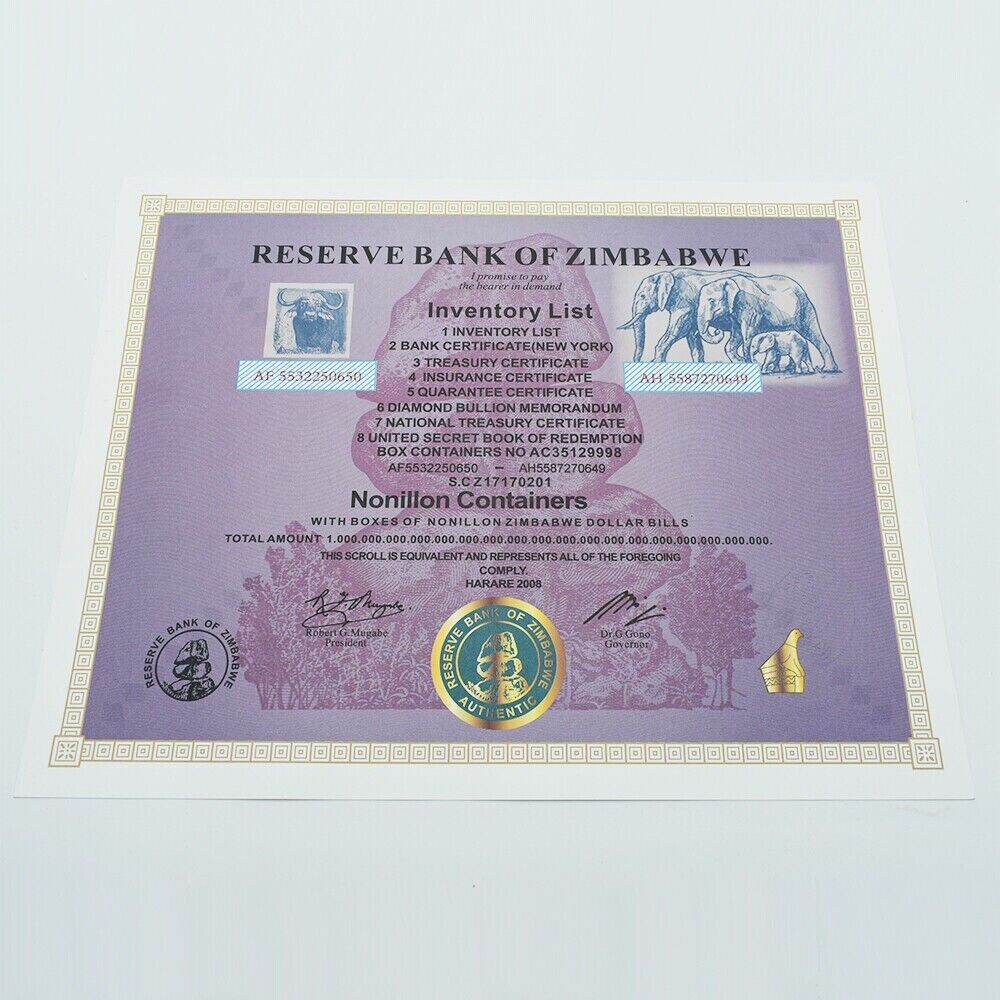 RESERVE BANK OF ZIMBABWE
I promise to pay
the bearer in demand
Inventory List
1 INVENTORY LIST
2 BANK CERTIFICATE(NEW YORK)
3 TREASURY CERTIFICATE
AF 5532250650
AH 5587270649
4 INSURANCE CERTIFICATE
5 QUARANTEE CERTIFICATE
6 DIAMOND BULLION MEMORANDUM
7 NATIONAL TREASURY CERTIFICATE
8 UNITED SECRET BOOK OF REDEMPTION
BOX CONTAINERS NO AC35129998
AF5532250650 – AH5587270649
S.C Z17170201
Nonillon Containers
WITH BOXES OF NONILLON ZIMBABWE DOLLAR BILLS
TOTAL AMOUNT 1.000.000.000.000.000.000.000.000.000.000.000.000.000.000.000.000.000.
THIS SCROLL IS EQUIVALENT AND REPRESENTS ALL OF THE FOREGOING
COMPLY.
HARARE 2008
Robert G.Mugabe
President
Dr.G Gono
Governor
RESERVE BANK OF ZIMBABWE
RESERVE BANK OF ZIMBABWE
AUTHENTIC